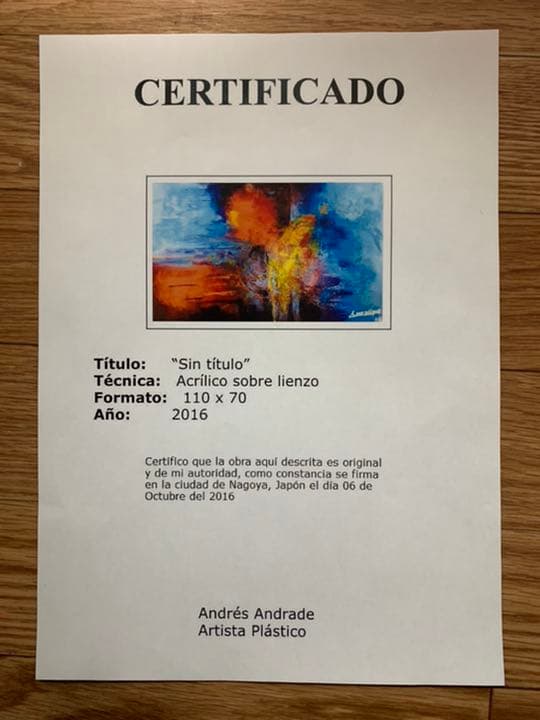 CERTIFICADO
Título: “Sin título”
Técnica: Acrílico sobre lienzo
Formato: 110 x 70
Año: 2016
Certifico que la obra aquí descrita es original
y de mi autoridad, como constancia se firma
en la ciudad de Nagoya, Japón el día 06 de
Octubre del 2016
Andrés Andrade
Artista Plástico